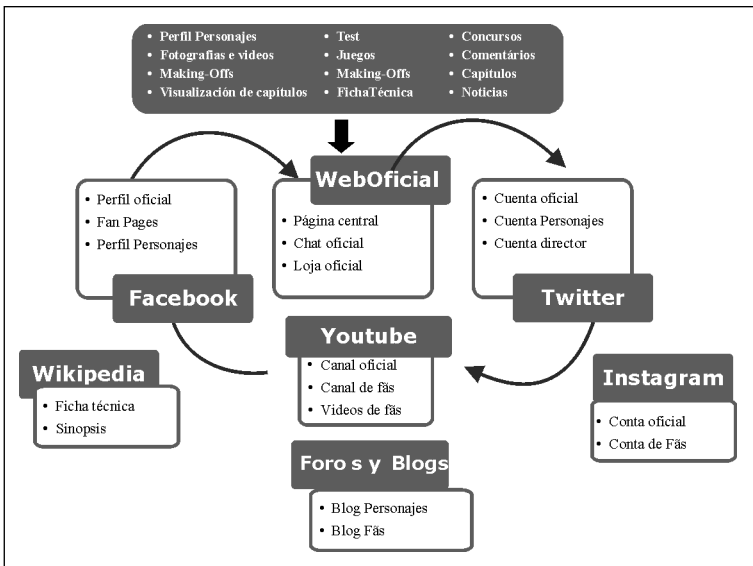 • Perfil Personajes
• Fotografias e videos
• Making-Offs
• Visualización de capítulos
• Test
• Juegos
• Making-Offs
• FichaTécnica
• Concursos
• Comentários
• Capitulos
• Noticias
• Perfil oficial
• Fan Pages
• Perfil Personajes
Facebook
WebOficial
• Página central
• Chat oficial
• Loja oficial
• Cuenta oficial
• Cuenta Personajes
• Cuenta director
Twitter
Youtube
• Canal oficial
• Canal de fãs
• Videos de fãs
Wikipedia
• Ficha técnica
• Sinopsis
Instagram
• Conta oficial
• Conta de Fãs
Foro s y Blogs
• Blog Personajes
• Blog Fãs